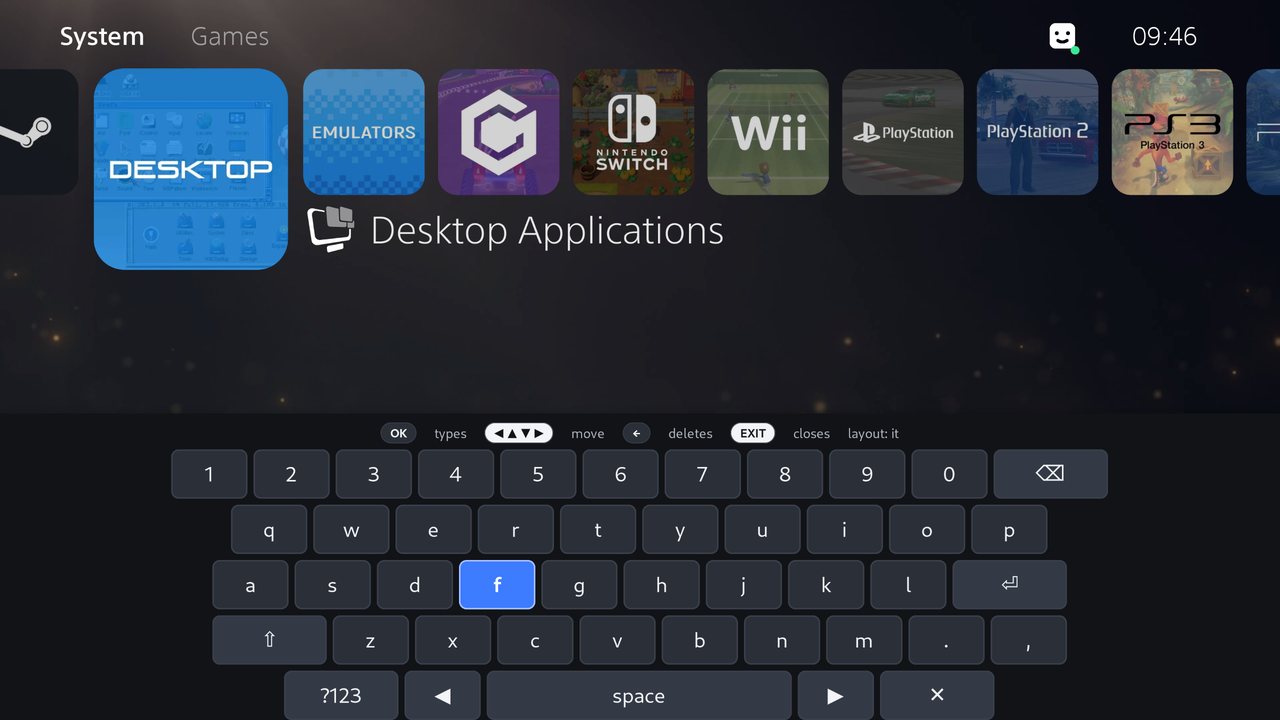 System Games 09:46
DESKTOP
EMULATORS
NINTENDO
SWITCH
Wii
PlayStation
PlayStation 2
PS3
PlayStation 3
Desktop Applications
OK types ◀▲▼▶ move ← deletes EXIT closes layout: it
1 2 3 4 5 6 7 8 9 0 ⌫
q w e r t y u i o p
a s d f g h j k l ⏎
⇧ z x c v b n m . ,
?123 ◀ space ▶ ✕